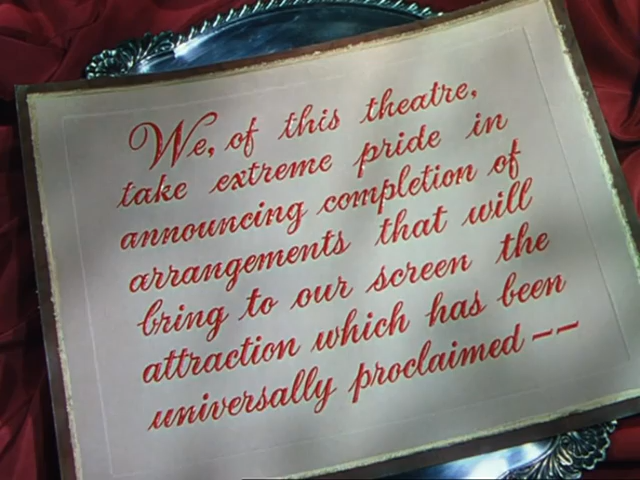 We, of this theatre,
take extreme pride in
announcing completion of
arrangements that will
bring to our screen the
attraction which has been
universally proclaimed --